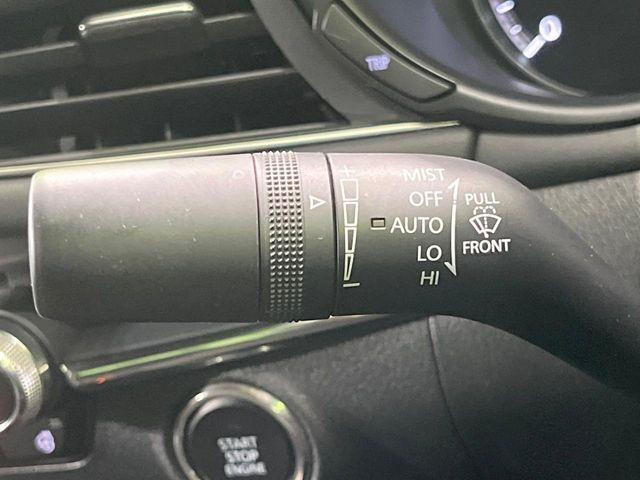 TRIP
MIST
OFF
AUTO
LO
HI
PULL
FRONT
START
STOP
ENGINE